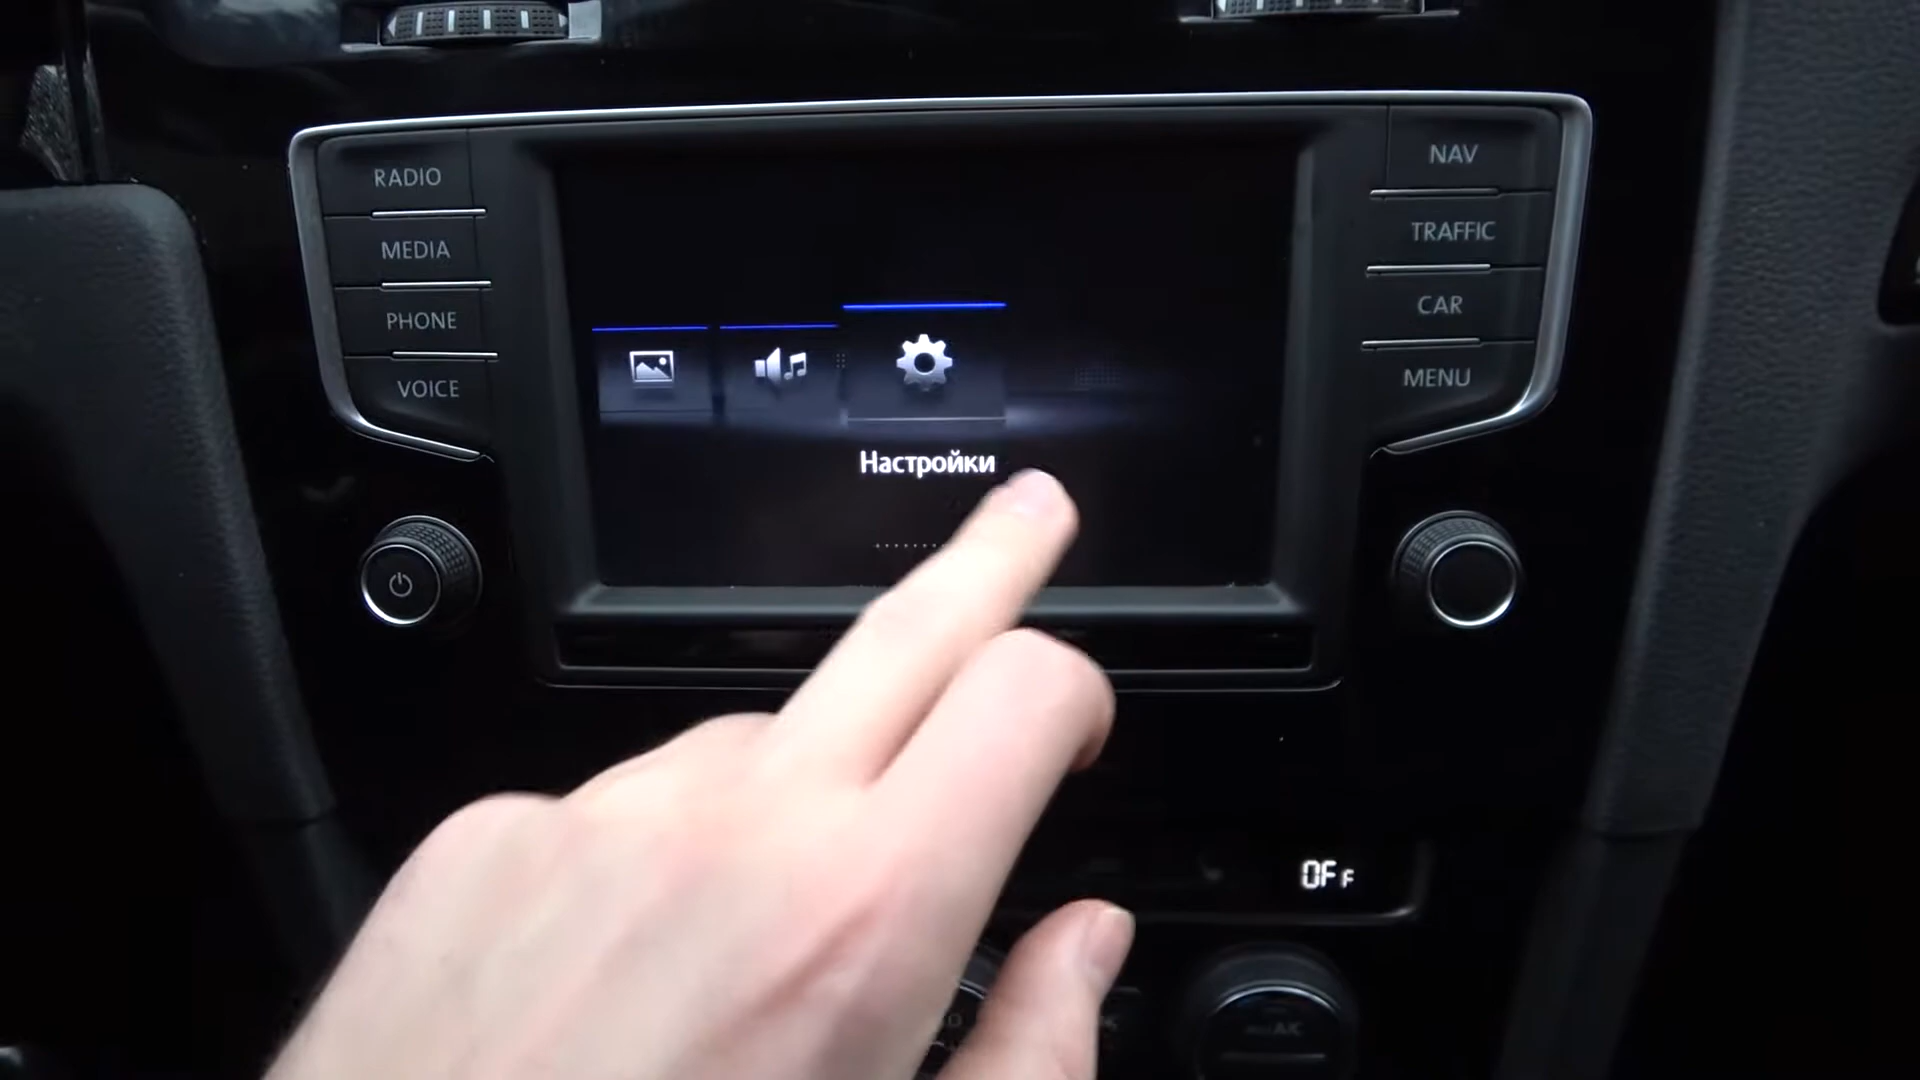 RADIO
MEDIA
PHONE
VOICE
NAV
TRAFFIC
CAR
MENU
Настройки
OFF